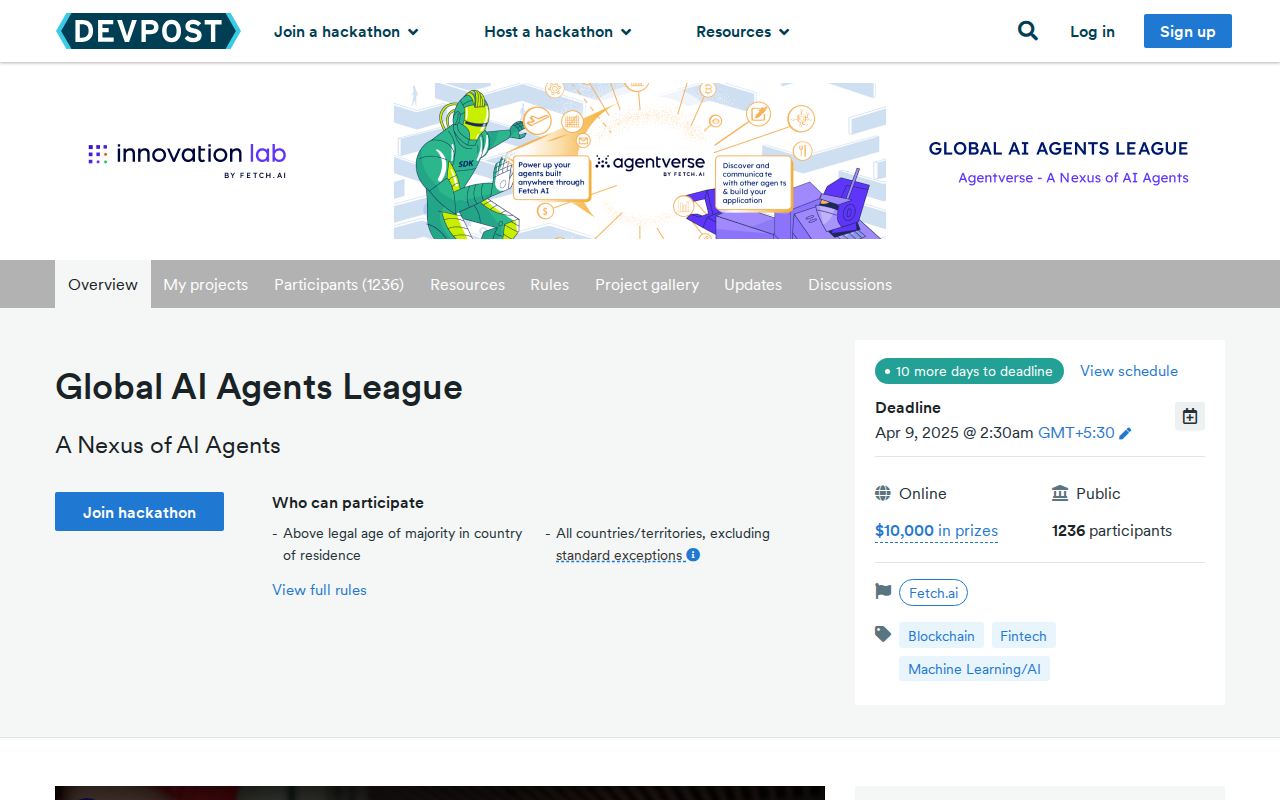 DEVPOST
Join a hackathon
Host a hackathon
Resources
Log in
Sign up
innovation lab
BY FETCH.AI
SDK
Power up your
agents built
anywhere through
Fetch AI
agentverse
BY FETCH.AI
Discover and
communicate
with other agents
& build your
application
GLOBAL AI AGENTS LEAGUE
Agentverse - A Nexus of AI Agents
Overview
My projects
Participants (1236)
Resources
Rules
Project gallery
Updates
Discussions
Global AI Agents League
A Nexus of AI Agents
Join hackathon
Who can participate
- Above legal age of majority in country
of residence
- All countries/territories, excluding
standard exceptions
View full rules
10 more days to deadline
View schedule
Deadline
Apr 9, 2025 @ 2:30am GMT+5:30
Online
Public
$10,000 in prizes
1236 participants
Fetch.ai
Blockchain
Fintech
Machine Learning/AI